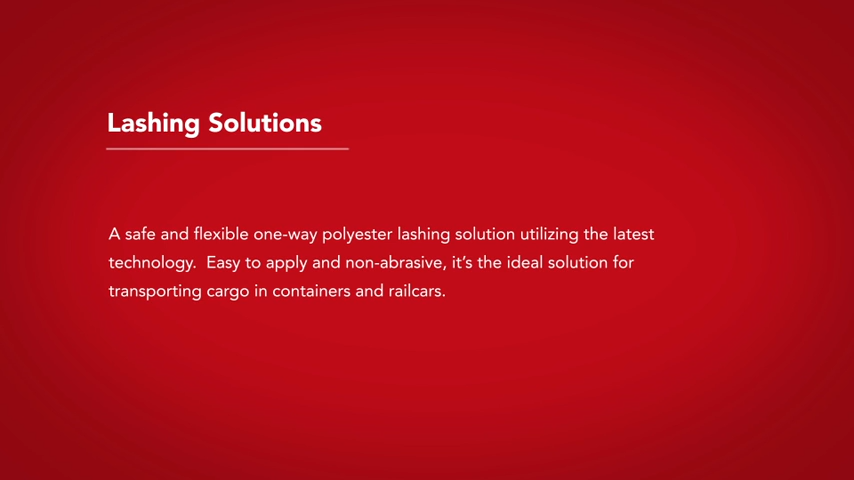 Lashing Solutions
A safe and flexible one-way polyester lashing solution utilizing the latest
technology.  Easy to apply and non-abrasive, it’s the ideal solution for
transporting cargo in containers and railcars.